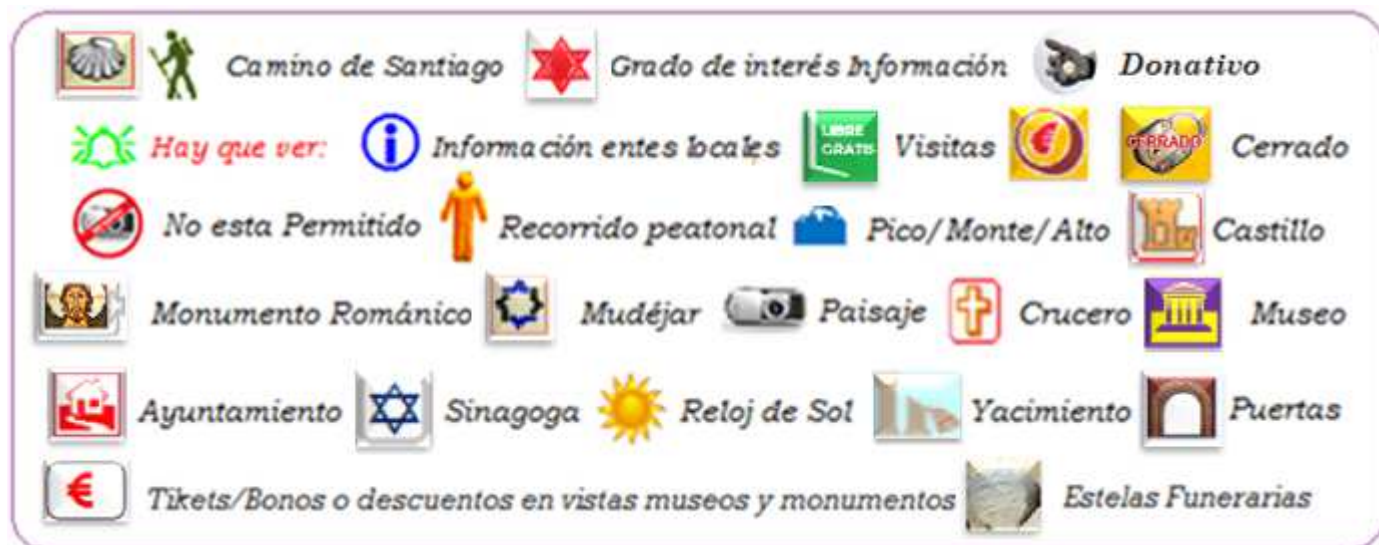 Camino de Santiago Grado de interés Información Donativo
Hay que ver: Información entes locales LIBRE GRATIS Visitas € CERRADO Cerrado
No esta Permitido Recorrido peatonal Pico/Monte/Alto Castillo
Monumento Románico Mudéjar Paisaje Crucero Museo
Ayuntamiento Sinagoga Reloj de Sol Yacimiento Puertas
€ Tikets/Bonos o descuentos en vistas museos y monumentos Estelas Funerarias